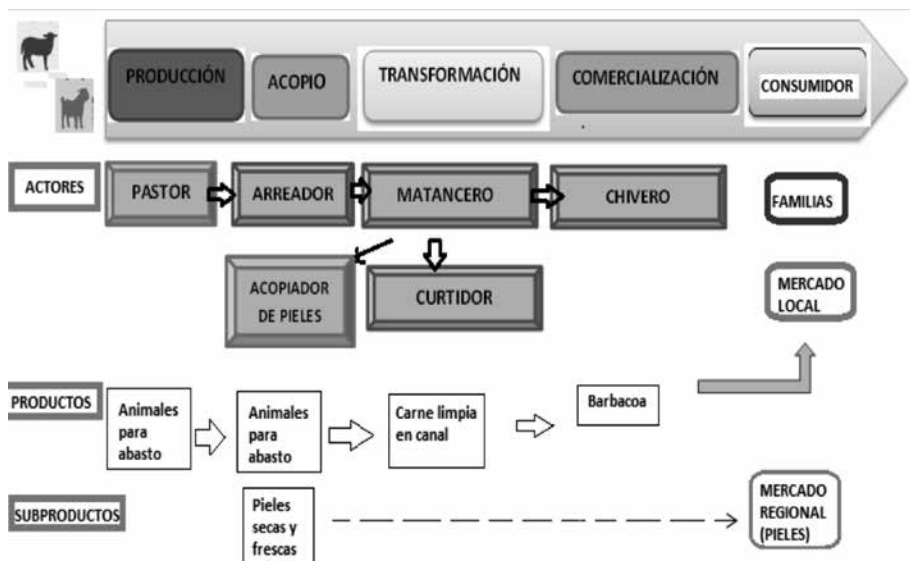 PRODUCCIÓN
ACOPIO
TRANSFORMACIÓN
COMERCIALIZACIÓN
CONSUMIDOR
ACTORES
PASTOR
ARREADOR
MATANCERO
CHIVERO
FAMILIAS
ACOPIADOR
DE PIELES
CURTIDOR
MERCADO
LOCAL
PRODUCTOS
Animales
para
abasto
Animales
para
abasto
Carne limpia
en canal
Barbacoa
SUBPRODUCTOS
Pieles
secas y
frescas
MERCADO
REGIONAL
(PIELES)